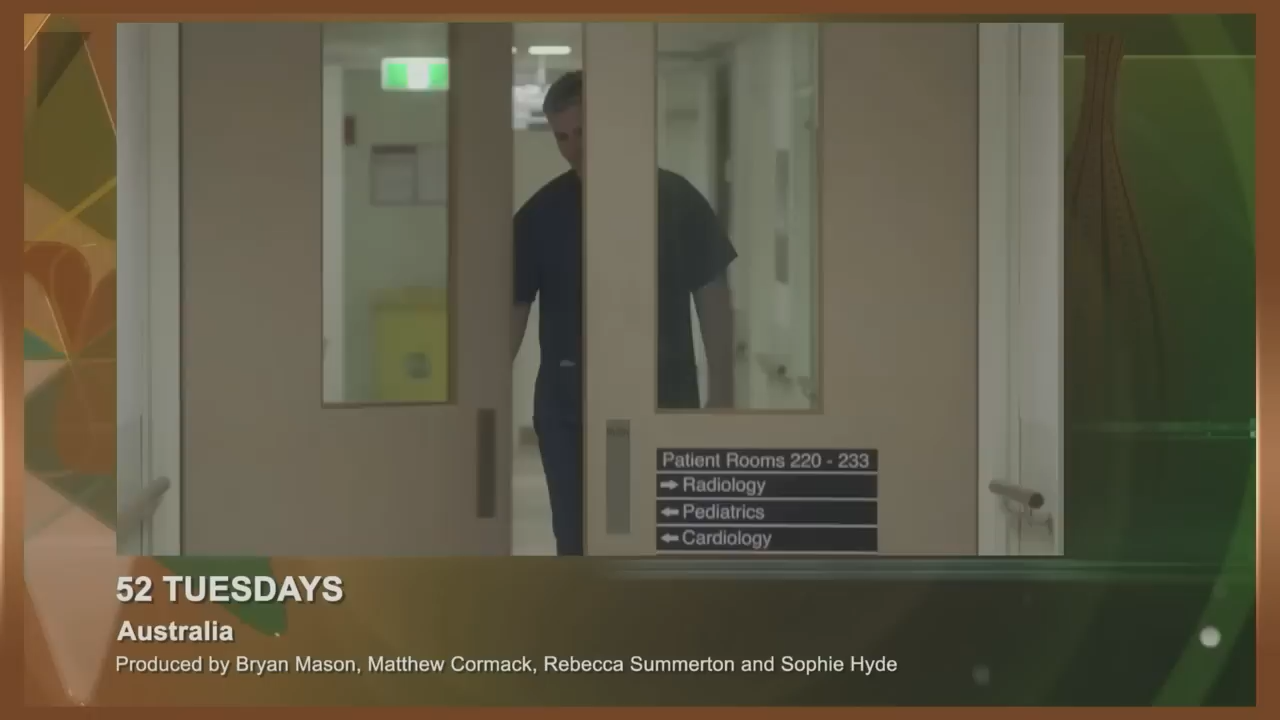 Patient Rooms 220 - 233
➡ Radiology
⬅ Pediatrics
⬅ Cardiology
52 TUESDAYS
Australia
Produced by Bryan Mason, Matthew Cormack, Rebecca Summerton and Sophie Hyde